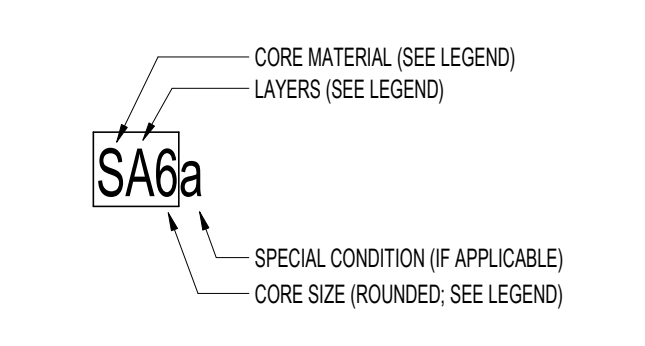 CORE MATERIAL (SEE LEGEND)
LAYERS (SEE LEGEND)
SA6a
SPECIAL CONDITION (IF APPLICABLE)
CORE SIZE (ROUNDED; SEE LEGEND)